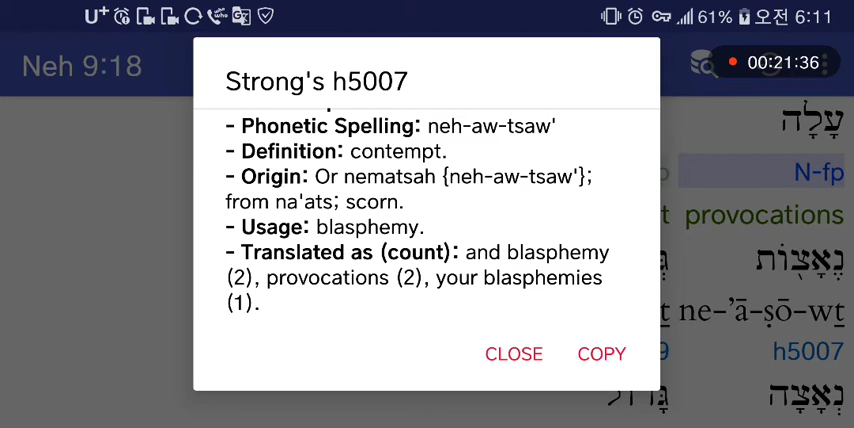 U+ 61% 오전 6:11
Neh 9:18
00:21:36
Strong's h5007
- Phonetic Spelling: neh-aw-tsaw'
- Definition: contempt.
- Origin: Or nematsah {neh-aw-tsaw'};
from na'ats; scorn.
- Usage: blasphemy.
- Translated as (count): and blasphemy
(2), provocations (2), your blasphemies
(1).
CLOSE COPY
עָלָה
N-fp
provocations
נֶאָצ֖וֹת
ne-’ā-ṣō-wṯ
h5007
נְאָצָה